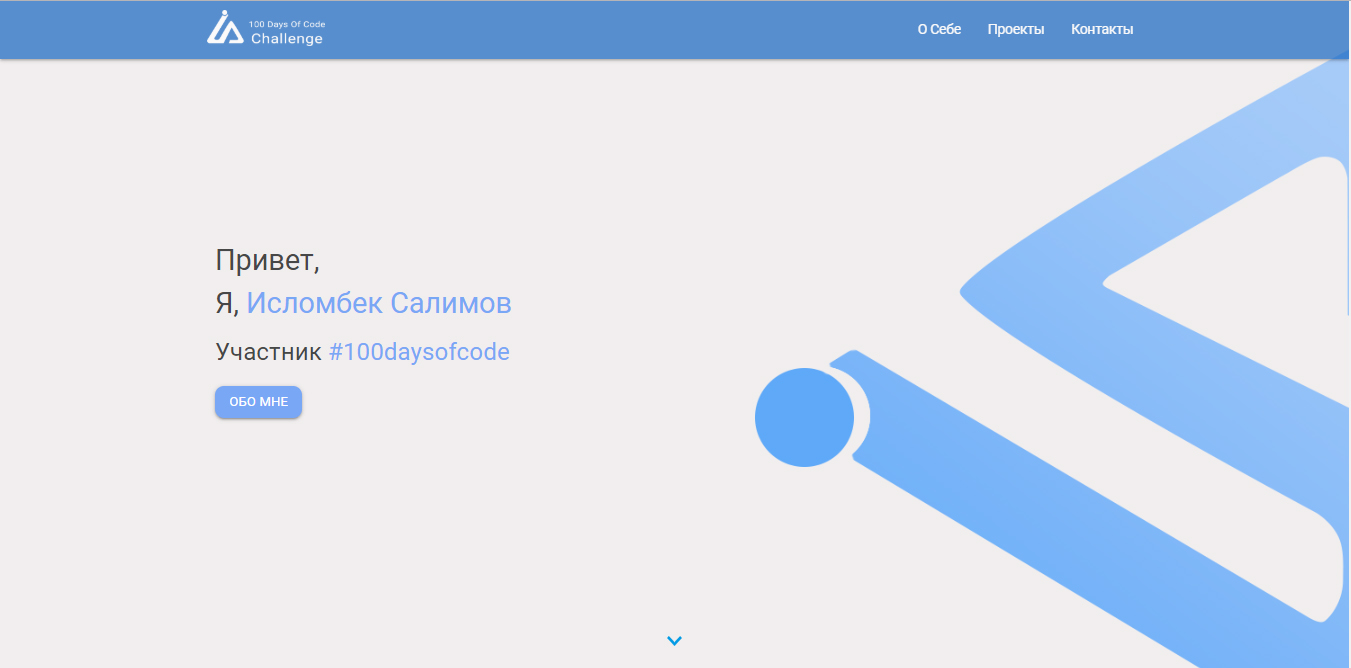 100 Days Of Code
Challenge
О Себе
Проекты
Контакты
Привет,
Я, Исломбек Салимов
Участник #100daysofcode
ОБО МНЕ